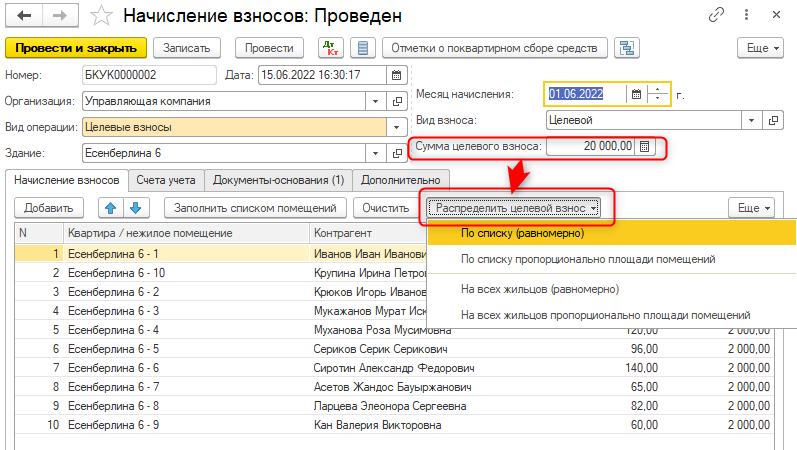 Начисление взносов: Проведен
Провести и закрыть Записать Провести Дт Кт Отметки о поквартирном сборе средств Еще
Номер: БКУК0000002 Дата: 15.06.2022 16:30:17
Месяц начисления: 01.06.2022 г.
Организация: Управляющая компания
Вид взноса: Целевой
Вид операции: Целевые взносы
Сумма целевого взноса: 20 000,00
Здание: Есенберлина 6
Начисление взносов Счета учета Документы-основания (1) Дополнительно
Добавить Заполнить списком помещений Очистить Распределить целевой взнос Еще
N Квартира / нежилое помещение Контрагент
По списку (равномерно)
По списку пропорционально площади помещений
На всех жильцов (равномерно)
На всех жильцов пропорционально площади помещений
1 Есенберлина 6 - 1 Иванов Иван Иванови
2 Есенберлина 6 - 10 Крупина Ирина Петро
3 Есенберлина 6 - 2 Крюков Игорь Иванов
4 Есенберлина 6 - 3 Мукажанов Мурат Иск
5 Есенберлина 6 - 4 Муханова Роза Мусимовна 120,00 2 000,00
6 Есенберлина 6 - 5 Сериков Серик Серикович 96,00 2 000,00
7 Есенберлина 6 - 6 Сиротин Александр Федорович 140,00 2 000,00
8 Есенберлина 6 - 7 Асетов Жандос Бауыржанович 65,00 2 000,00
9 Есенберлина 6 - 8 Ларцева Элеонора Сергеевна 82,00 2 000,00
10 Есенберлина 6 - 9 Кан Валерия Викторовна 60,00 2 000,00